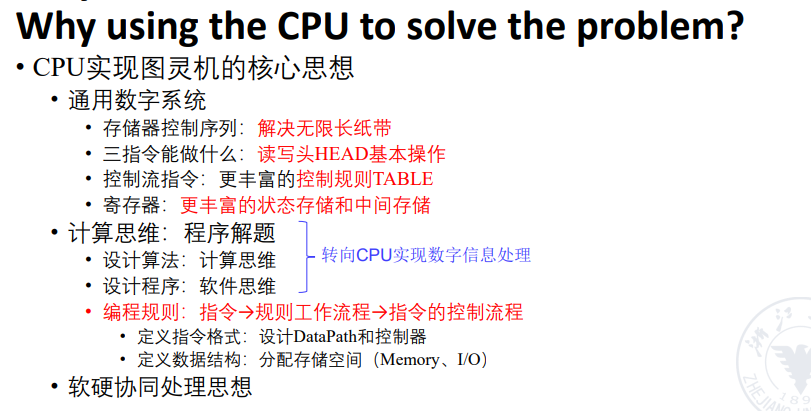 Why using the CPU to solve the problem?
• CPU实现图灵机的核心思想
• 通用数字系统
• 存储器控制序列：解决无限长纸带
• 三指令能做什么：读写头HEAD基本操作
• 控制流指令：更丰富的控制规则TABLE
• 寄存器：更丰富的状态存储和中间存储
• 计算思维：程序解题
• 设计算法：计算思维
• 设计程序：软件思维
转向CPU实现数字信息处理
• 编程规则：指令→规则工作流程→指令的控制流程
• 定义指令格式：设计DataPath和控制器
• 定义数据结构：分配存储空间（Memory、I/O）
• 软硬协同处理思想